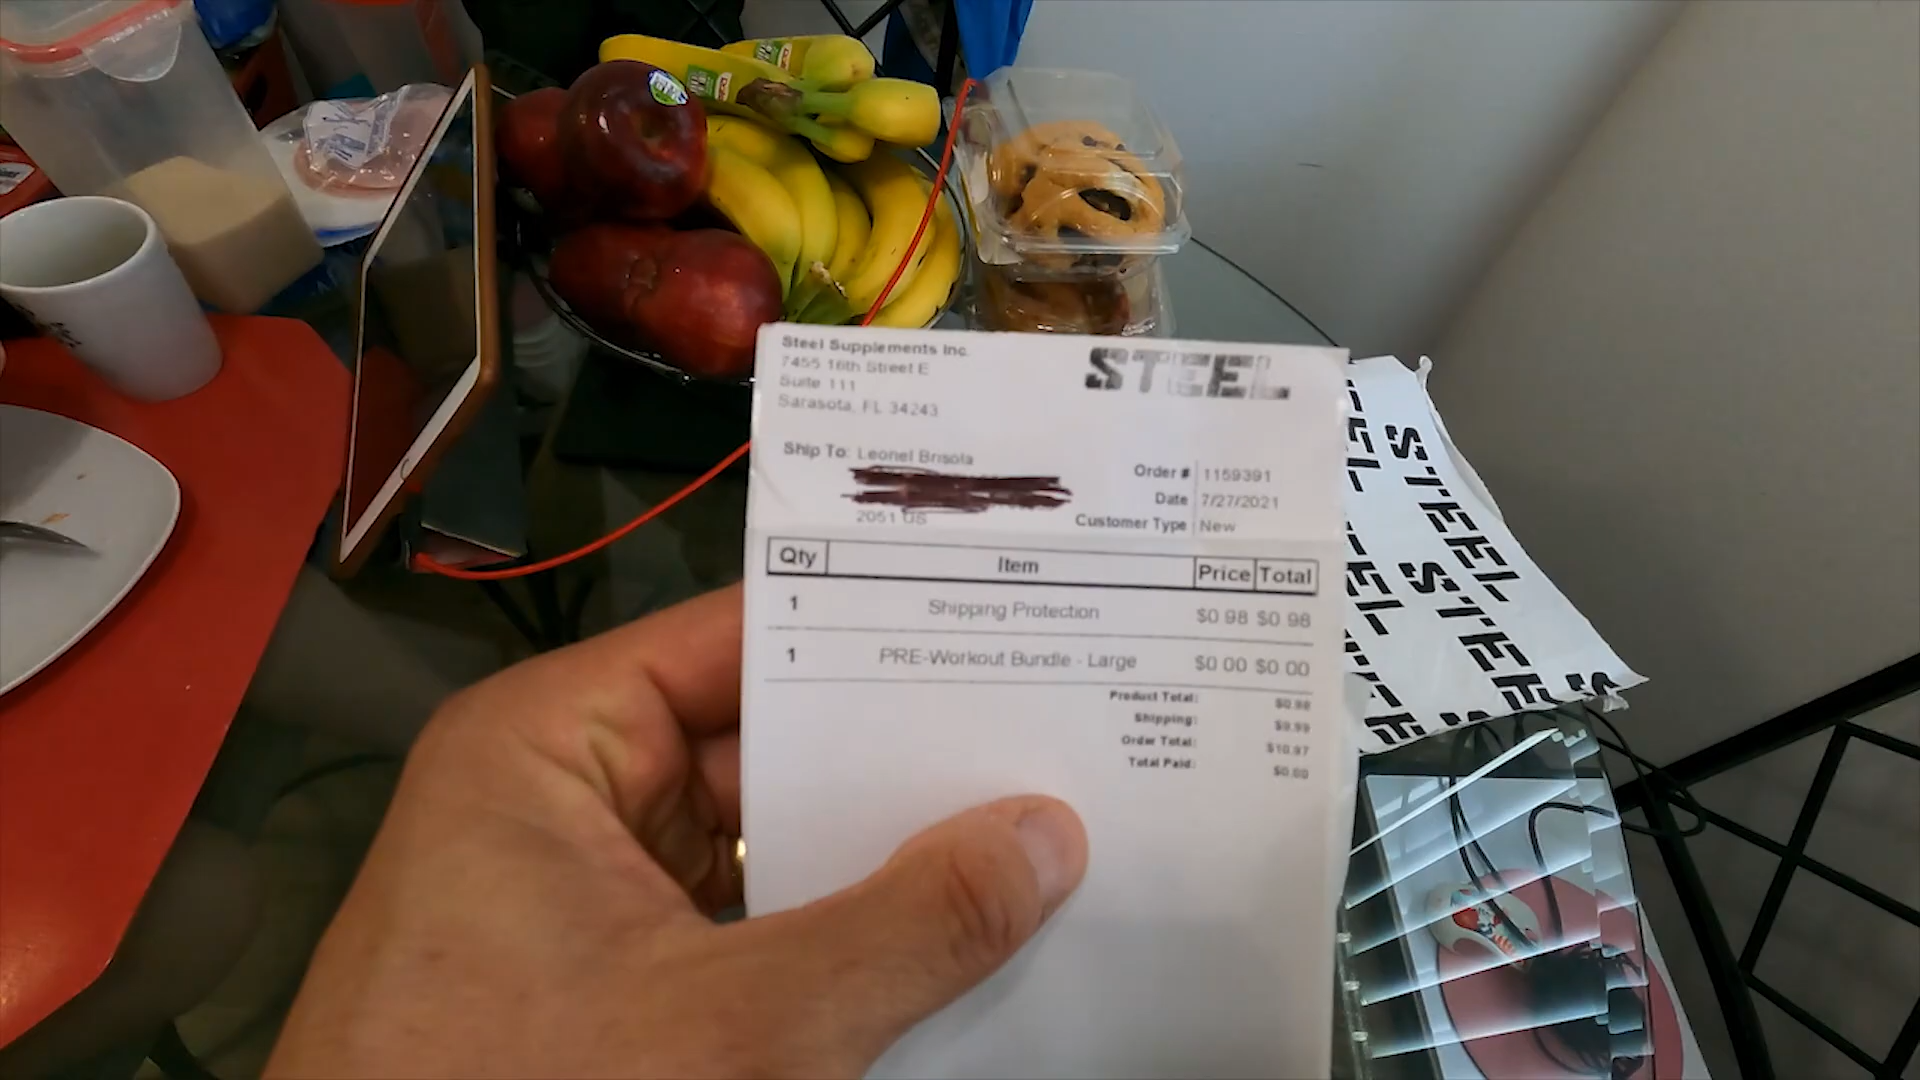 Steel Supplements Inc.
7455 16th Street E
Suite 111
Sarasota, FL 34243
STEEL
Ship To: Leonel Brisola
2051 US
Order # 1159391
Date 7/27/2021
Customer Type New
Qty Item Price Total
1 Shipping Protection $0.98 $0.98
1 PRE-Workout Bundle - Large $0.00 $0.00
Product Total: $0.98
Shipping: $9.99
Order Total: $10.97
Total Paid: $0.00
STEEL
STEEL